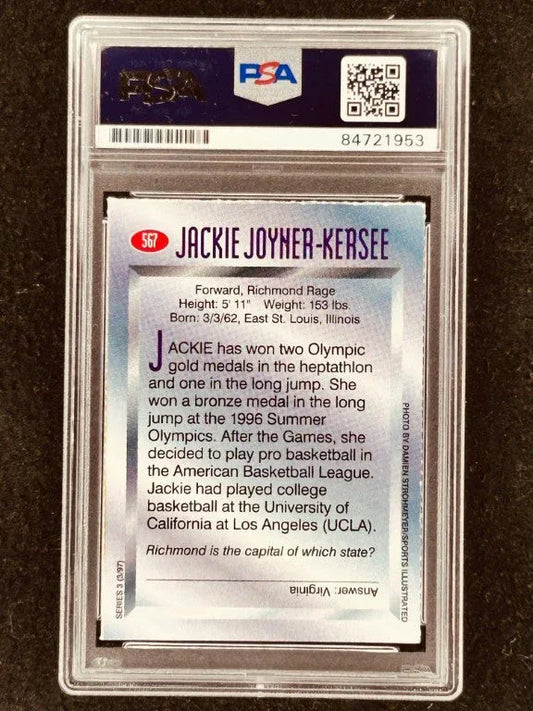 PSA
PSA
84721953
567
JACKIE JOYNER-KERSEE
Forward, Richmond Rage
Height: 5' 11" Weight: 153 lbs.
Born: 3/3/62, East St. Louis, Illinois
JACKIE has won two Olympic
gold medals in the heptathlon
and one in the long jump. She
won a bronze medal in the long
jump at the 1996 Summer
Olympics. After the Games, she
decided to play pro basketball in
the American Basketball League.
Jackie had played college
basketball at the University of
California at Los Angeles (UCLA).
Richmond is the capital of which state?
Answer: Virginia
SERIES 3 (3/97)
PHOTO BY DAMIEN STROHMEYER/SPORTS ILLUSTRATED
PSA